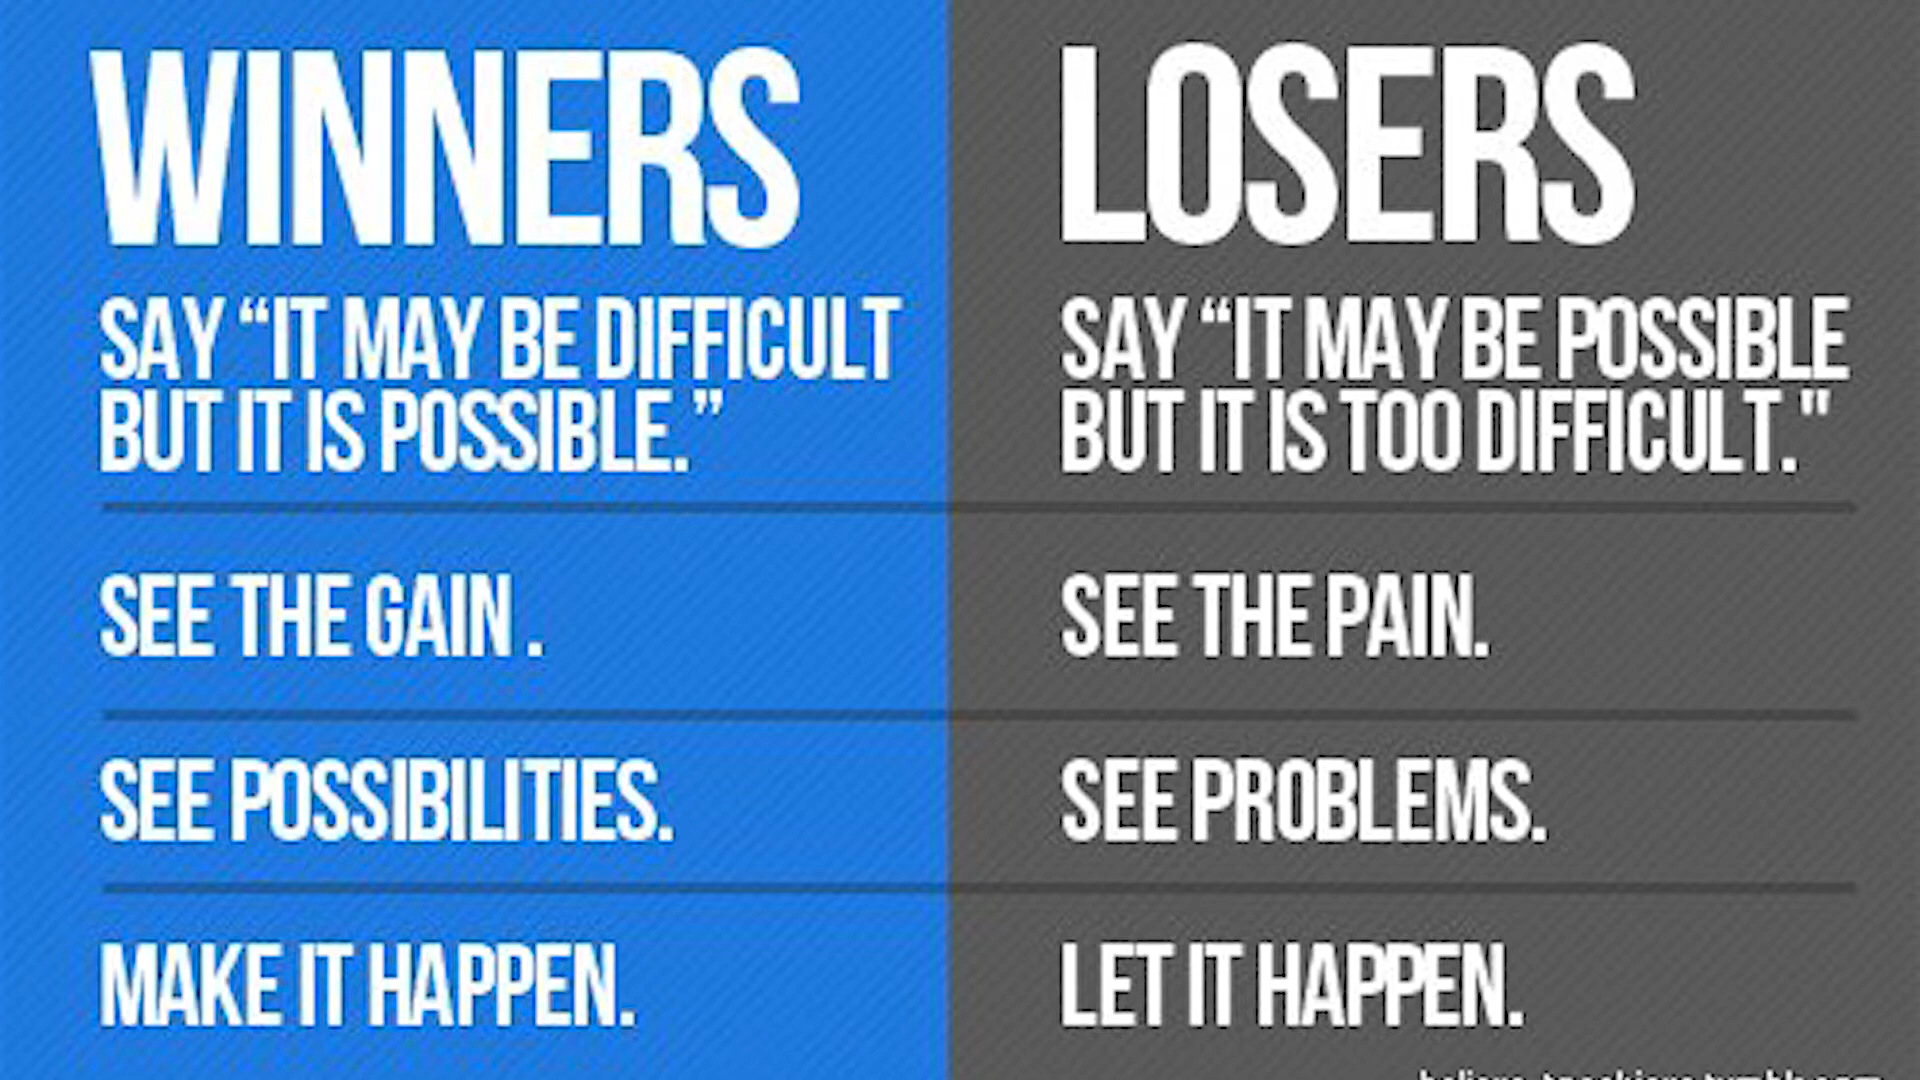 WINNERS
SAY “IT MAY BE DIFFICULT
BUT IT IS POSSIBLE.”
SEE THE GAIN .
SEE POSSIBILITIES.
MAKE IT HAPPEN.
LOSERS
SAY “IT MAY BE POSSIBLE
BUT IT IS TOO DIFFICULT."
SEE THE PAIN.
SEE PROBLEMS.
LET IT HAPPEN.